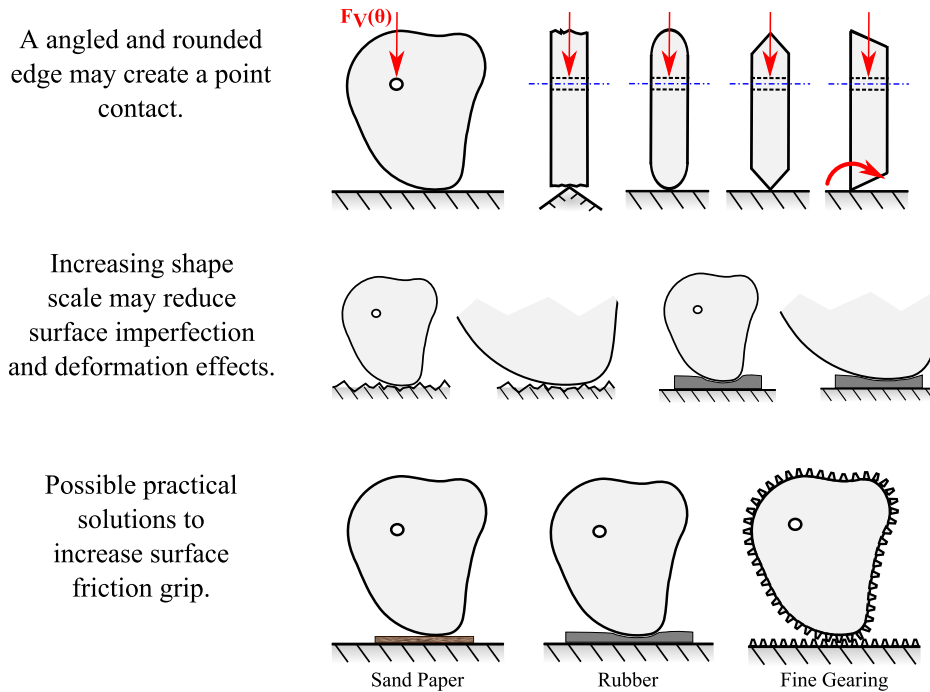 A angled and rounded
edge may create a point
contact.
F_V(θ)
Increasing shape
scale may reduce
surface imperfection
and deformation effects.
Possible practical
solutions to
increase surface
friction grip.
Sand Paper
Rubber
Fine Gearing